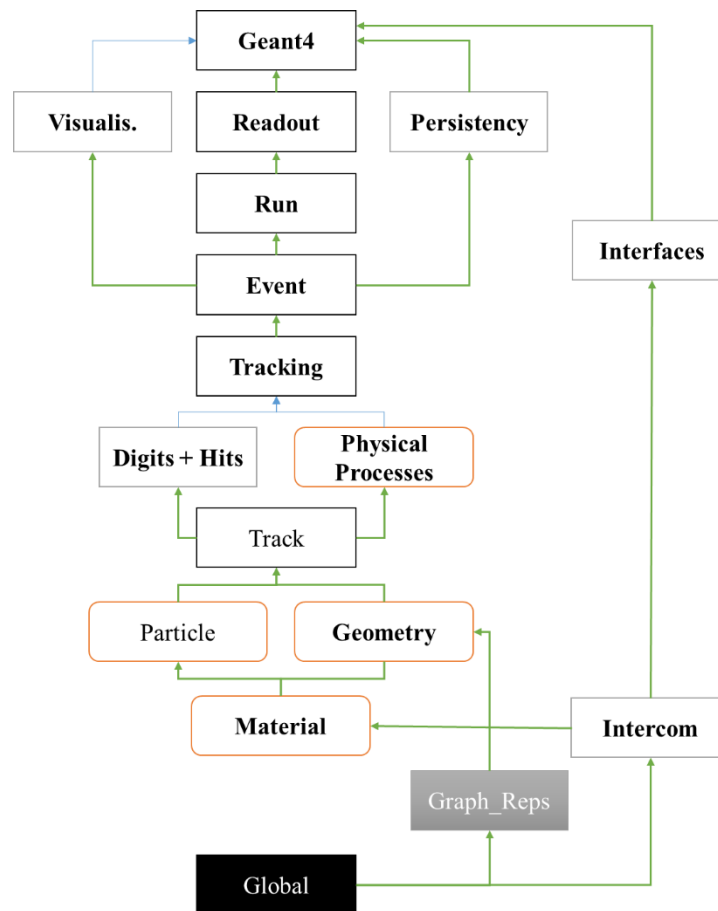 Geant4
Visualis.
Readout
Persistency
Run
Interfaces
Event
Tracking
Digits + Hits
Physical
Processes
Track
Particle
Geometry
Material
Intercom
Graph_Reps
Global